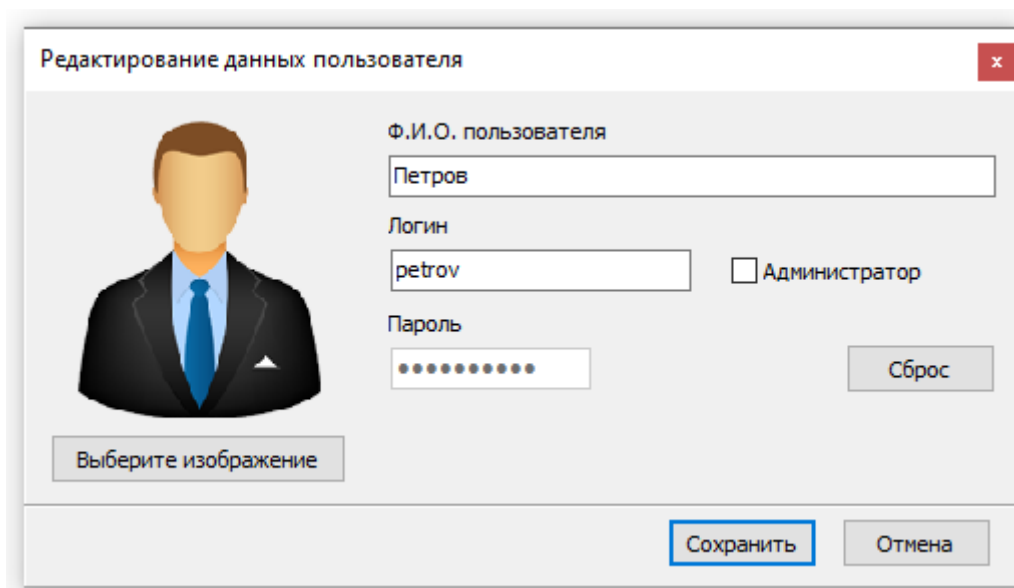 Редактирование данных пользователя
x
Ф.И.О. пользователя
Петров
Логин
petrov
Администратор
Пароль
●●●●●●●●●●
Сброс
Выберите изображение
Сохранить
Отмена